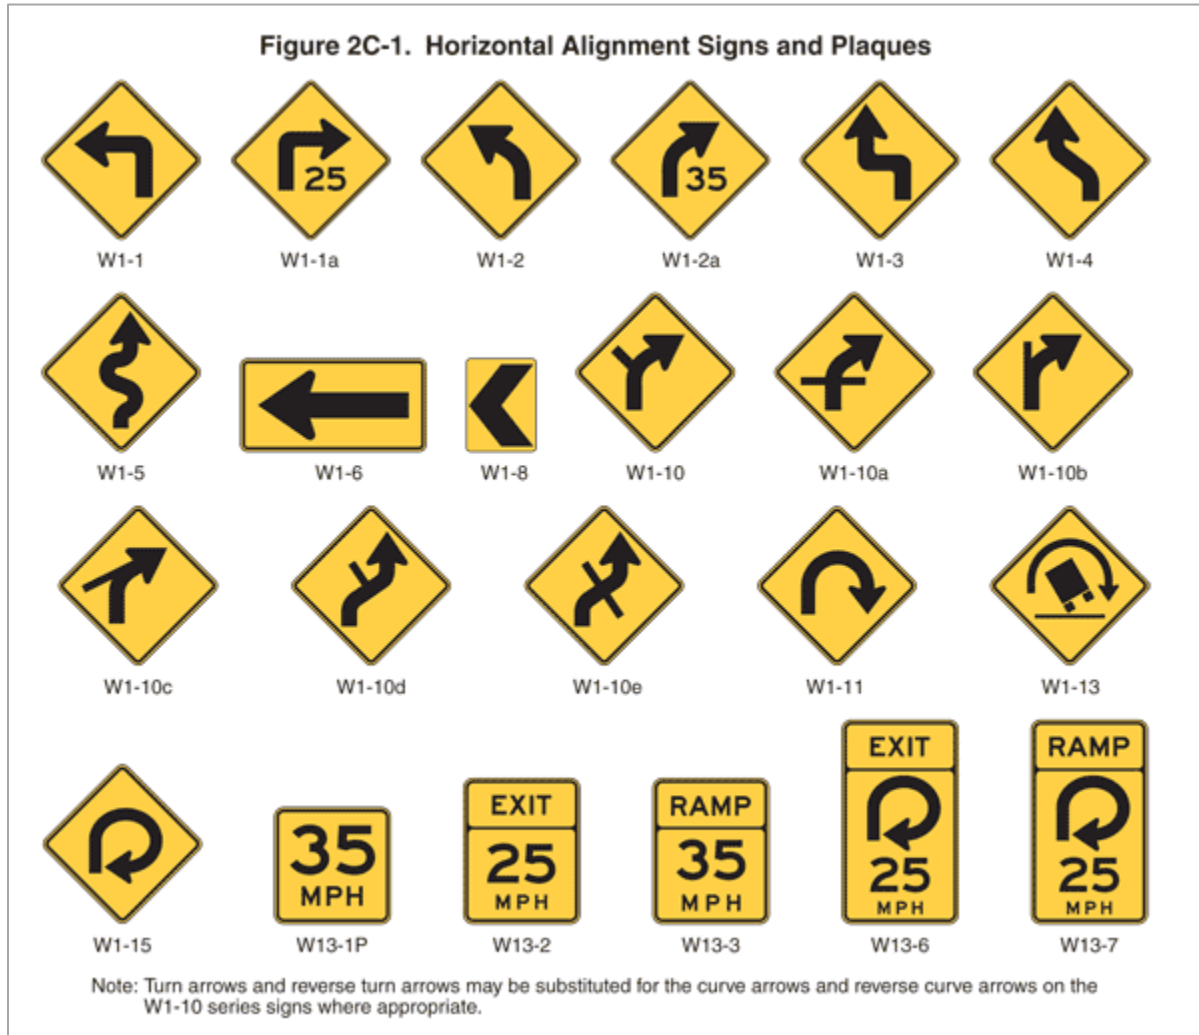 Figure 2C-1. Horizontal Alignment Signs and Plaques
25
35
W1-1 W1-1a W1-2 W1-2a W1-3 W1-4
W1-5 W1-6 W1-8 W1-10 W1-10a W1-10b
W1-10c W1-10d W1-10e W1-11 W1-13
35
MPH
EXIT
25
MPH
RAMP
35
MPH
EXIT
25
MPH
RAMP
25
MPH
W1-15 W13-1P W13-2 W13-3 W13-6 W13-7
Note: Turn arrows and reverse turn arrows may be substituted for the curve arrows and reverse curve arrows on the
W1-10 series signs where appropriate.